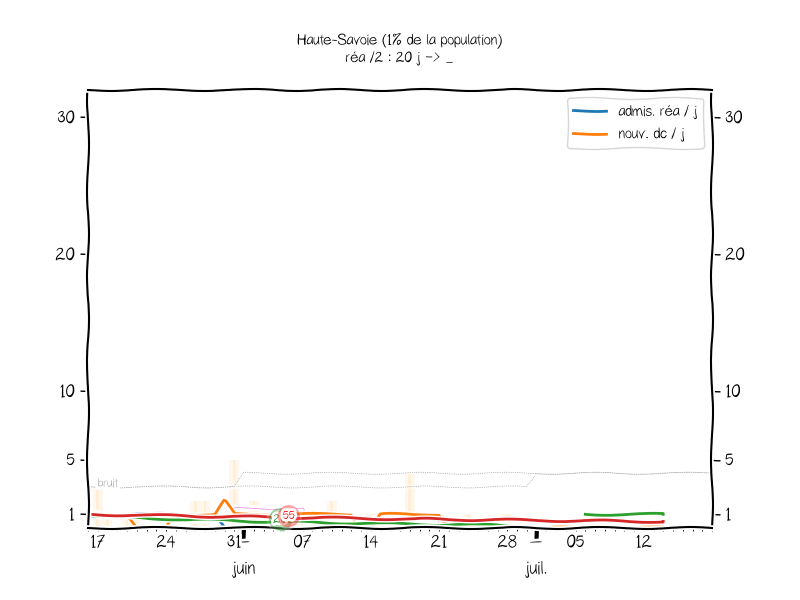 Haute-Savoie (1% de la population)
réa /2 : 20 j -> _
30 30
admis. réa / j
nouv. dc / j
20 20
10 10
5 5
bruit
1 55 1
17 24 31 07 14 21 28 05 12
juin juil.